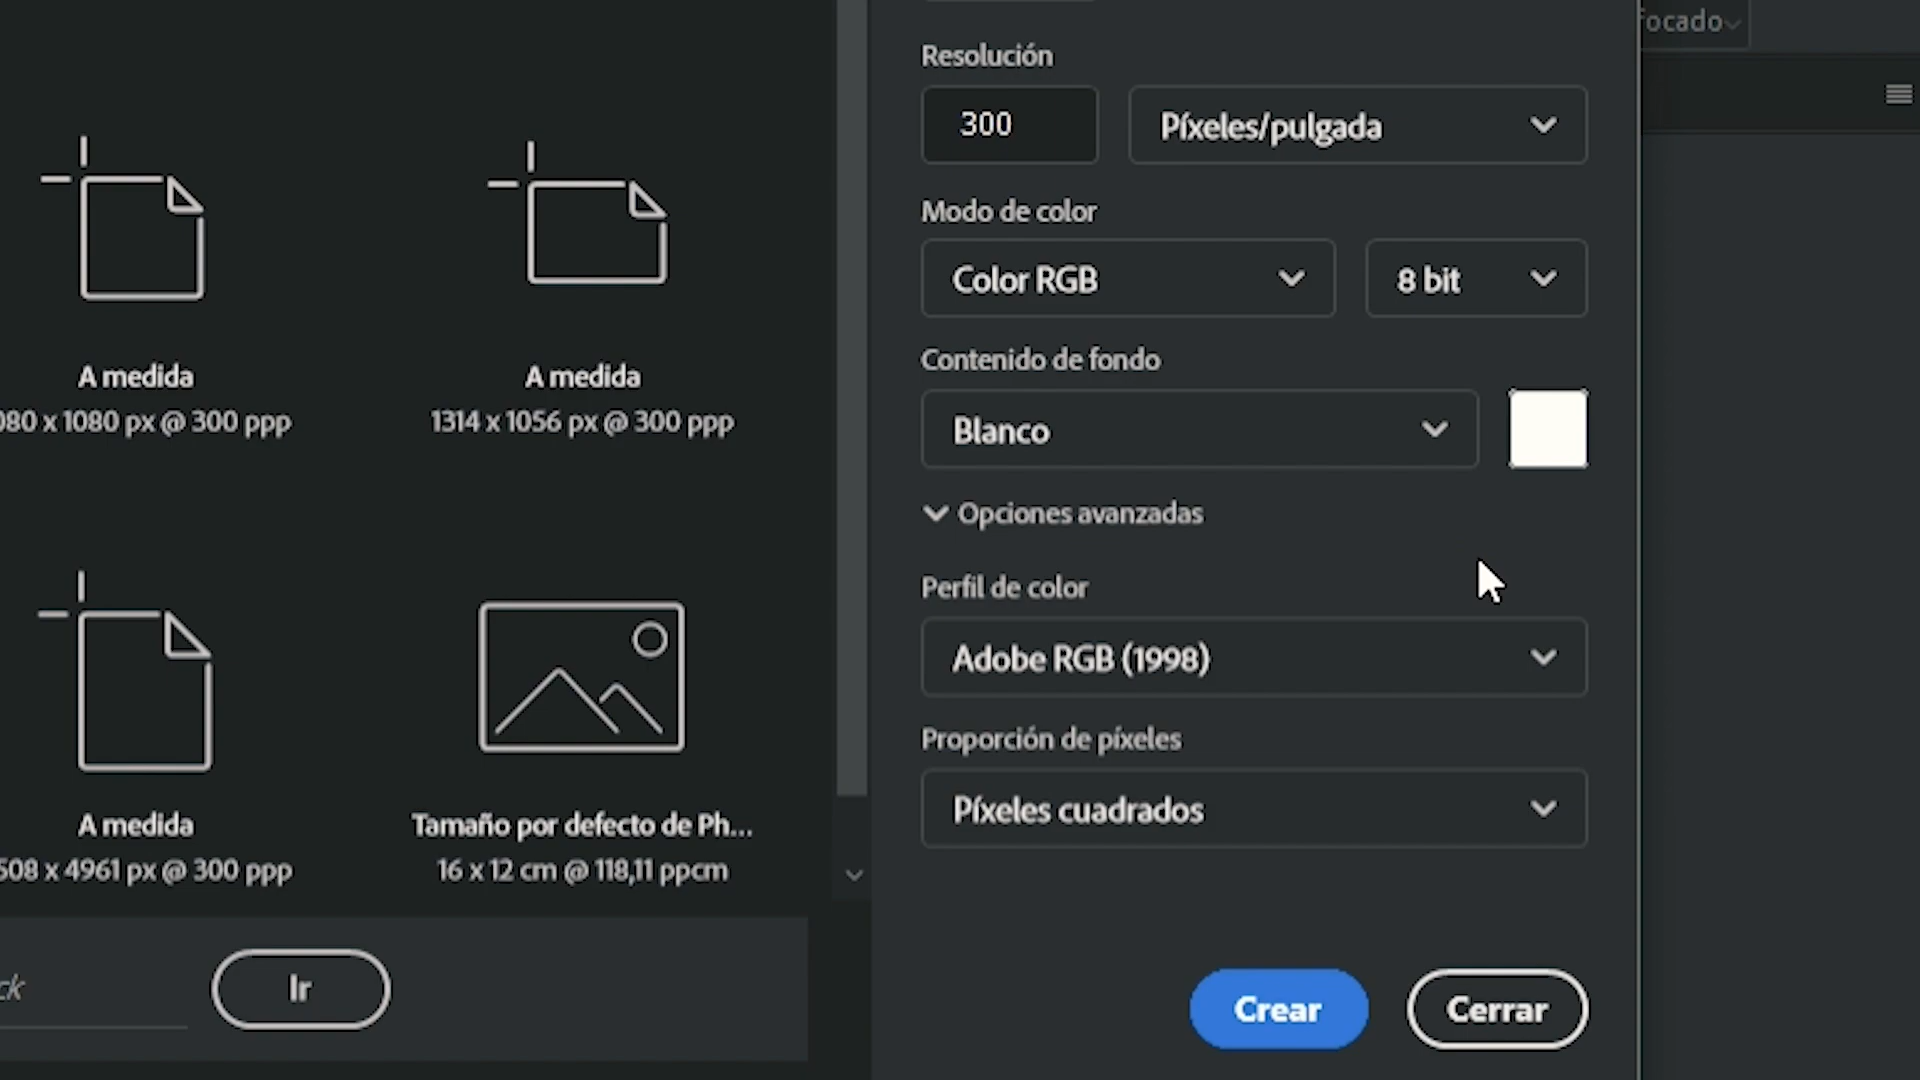 focado
Resolución
300
Píxeles/pulgada
Modo de color
Color RGB
8 bit
Contenido de fondo
Blanco
Opciones avanzadas
Perfil de color
Adobe RGB (1998)
Proporción de píxeles
Píxeles cuadrados
Crear
Cerrar
A medida
080 x 1080 px @ 300 ppp
A medida
1314 x 1056 px @ 300 ppp
A medida
508 x 4961 px @ 300 ppp
Tamaño por defecto de Ph...
16 x 12 cm @ 118,11 ppcm
ck
Ir